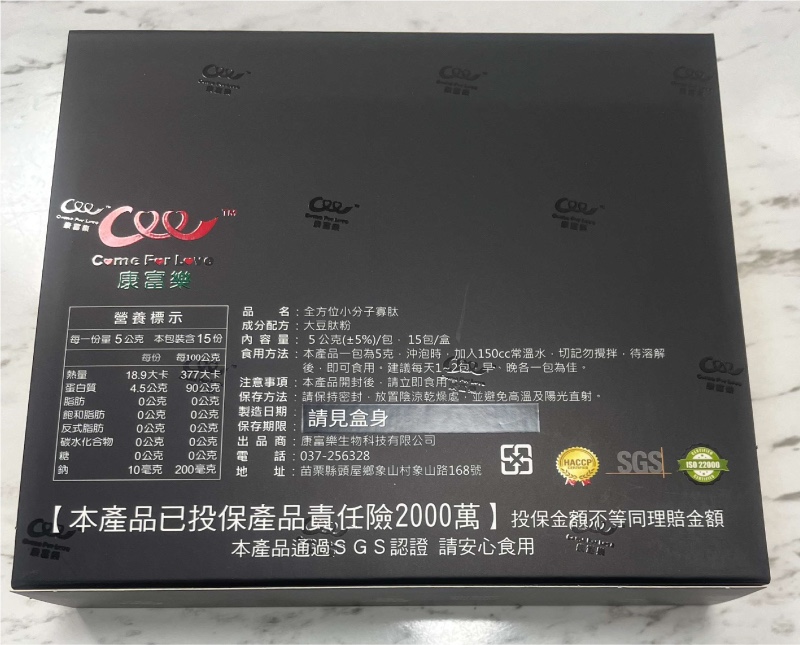 Come For Love
康富樂
Come For Love
康富樂
TM
Come For Love
康富樂
營養標示
每一份量 5公克 本包裝含15份
每份 每100公克
熱量 18.9大卡 377大卡
蛋白質 4.5公克 90公克
脂肪 0公克 0公克
飽和脂肪 0公克 0公克
反式脂肪 0公克 0公克
碳水化合物 0公克 0公克
糖 0公克 0公克
鈉 10毫克 200毫克
品名：全方位小分子寡肽
成分配方：大豆肽粉
內容量：5公克(±5%)/包，15包/盒
食用方法：本產品一包為5克，沖泡時，加入150cc常溫水，切記勿攪拌，待溶解
後，即可食用。建議每天1~2包，早、晚各一包為佳。
注意事項：本產品開封後，請立即食用。
保存方法：請保持密封，放置陰涼乾燥處，並避免高溫及陽光直射。
製造日期：
請見盒身
保存期限：
出品商：康富樂生物科技有限公司
電話：037-256328
地址：苗栗縣頭屋鄉象山村象山路168號
HACCP
SGS
ISO 22000
【本產品已投保產品責任險2000萬】投保金額不等同理賠金額
本產品通過SGS認證 請安心食用